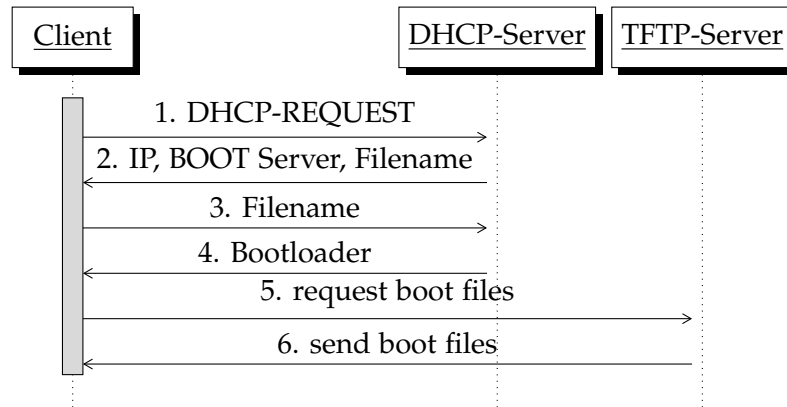 Client
DHCP-Server
TFTP-Server
1. DHCP-REQUEST
2. IP, BOOT Server, Filename
3. Filename
4. Bootloader
5. request boot files
6. send boot files